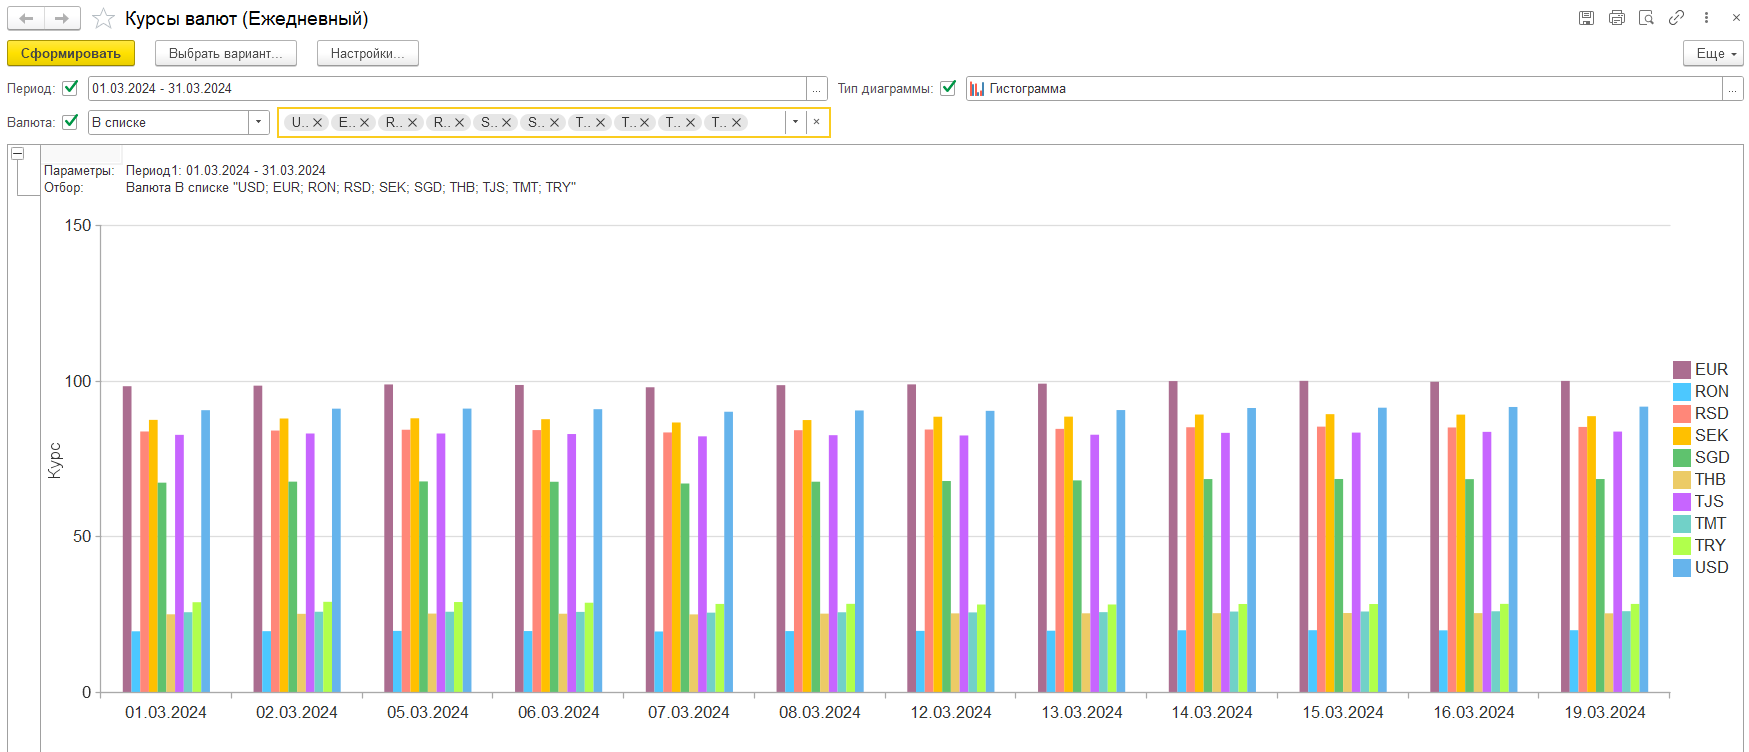 Курсы валют (Ежедневный)
Сформировать
Выбрать вариант...
Настройки...
Еще
Период: 01.03.2024 - 31.03.2024 ...
Тип диаграммы: Гистограмма ...
Валюта: В списке
U.. E.. R.. R.. S.. S.. T.. T.. T.. T..
Параметры: Период1: 01.03.2024 - 31.03.2024
Отбор: Валюта В списке "USD; EUR; RON; RSD; SEK; SGD; THB; TJS; TMT; TRY"
150
100
50
0
Курс
EUR
RON
RSD
SEK
SGD
THB
TJS
TMT
TRY
USD
01.03.2024 02.03.2024 05.03.2024 06.03.2024 07.03.2024 08.03.2024 12.03.2024 13.03.2024 14.03.2024 15.03.2024 16.03.2024 19.03.2024